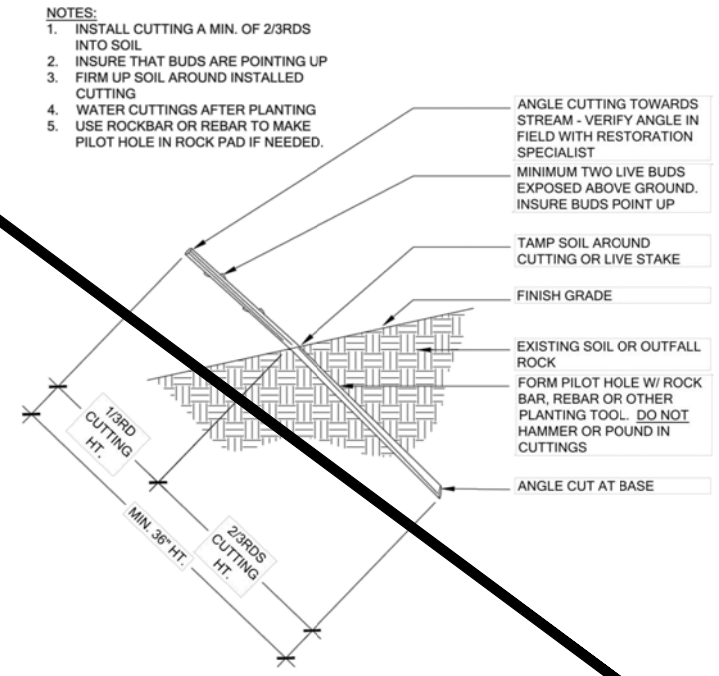 NOTES:
1. INSTALL CUTTING A MIN. OF 2/3RDS
INTO SOIL
2. INSURE THAT BUDS ARE POINTING UP
3. FIRM UP SOIL AROUND INSTALLED
CUTTING
4. WATER CUTTINGS AFTER PLANTING
5. USE ROCKBAR OR REBAR TO MAKE
PILOT HOLE IN ROCK PAD IF NEEDED.
ANGLE CUTTING TOWARDS
STREAM - VERIFY ANGLE IN
FIELD WITH RESTORATION
SPECIALIST
MINIMUM TWO LIVE BUDS
EXPOSED ABOVE GROUND.
INSURE BUDS POINT UP
TAMP SOIL AROUND
CUTTING OR LIVE STAKE
FINISH GRADE
EXISTING SOIL OR OUTFALL
ROCK
FORM PILOT HOLE W/ ROCK
BAR, REBAR OR OTHER
PLANTING TOOL. DO NOT
HAMMER OR POUND IN
CUTTINGS
ANGLE CUT AT BASE
1/3RD
CUTTING
HT.
MIN. 36" HT.
2/3RDS
CUTTING
HT.